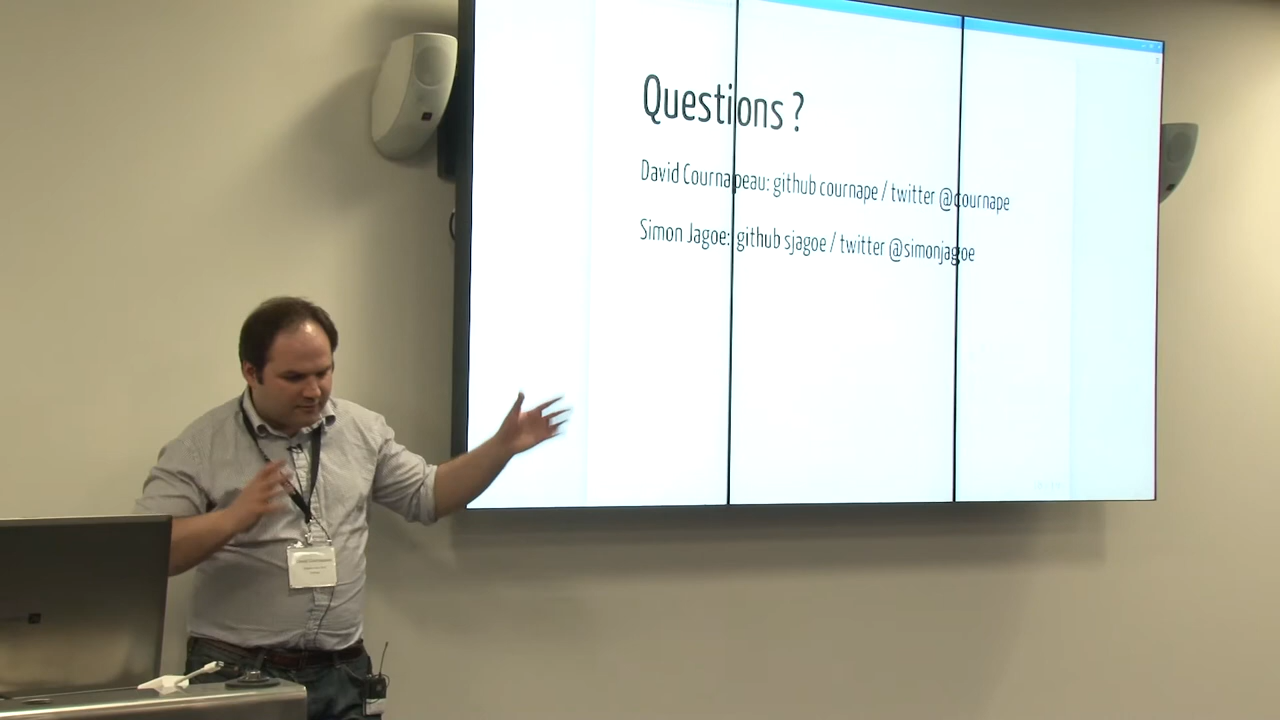 Questions ?
David Cournapeau: github cournape / twitter @cournape
Simon Jagoe: github sjagoe / twitter @simonjagoe